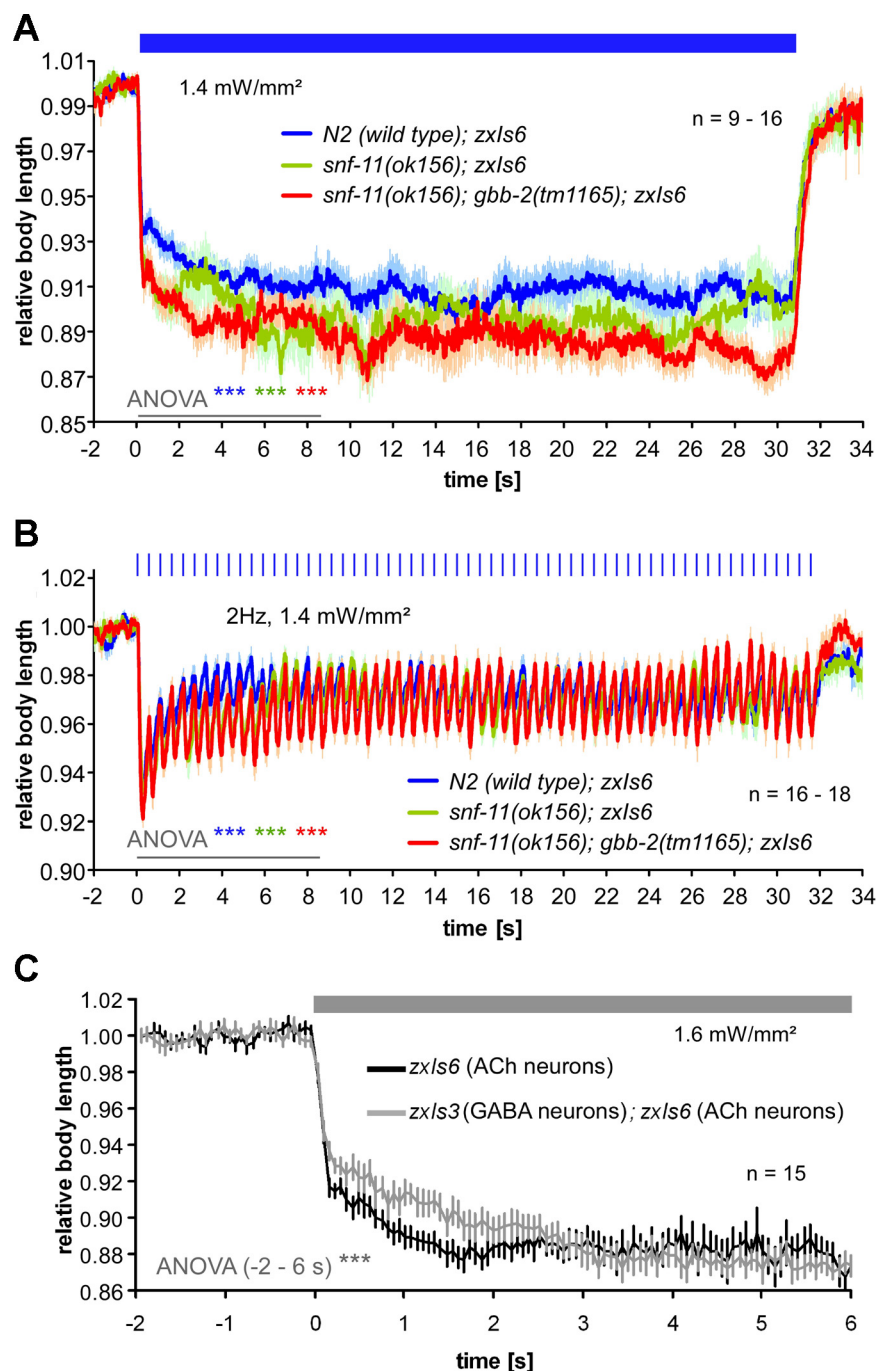 A
1.4 mW/mm²
n = 9 - 16
N2 (wild type); zxIs6
snf-11(ok156); zxIs6
snf-11(ok156); gbb-2(tm1165); zxIs6
relative body length
1.01
0.99
0.97
0.95
0.93
0.91
0.89
0.87
0.85
ANOVA *** *** ***
-2 0 2 4 6 8 10 12 14 16 18 20 22 24 26 28 30 32 34
time [s]
B
2Hz, 1.4 mW/mm²
relative body length
1.02
1.00
0.98
0.96
0.94
0.92
0.90
N2 (wild type); zxIs6
snf-11(ok156); zxIs6
snf-11(ok156); gbb-2(tm1165); zxIs6
n = 16 - 18
ANOVA *** *** ***
-2 0 2 4 6 8 10 12 14 16 18 20 22 24 26 28 30 32 34
time [s]
C
1.6 mW/mm²
zxIs6 (ACh neurons)
zxIs3 (GABA neurons); zxIs6 (ACh neurons)
n = 15
relative body length
1.02
1.00
0.98
0.96
0.94
0.92
0.90
0.88
0.86
ANOVA (-2 - 6 s) ***
-2 -1 0 1 2 3 4 5 6
time [s]